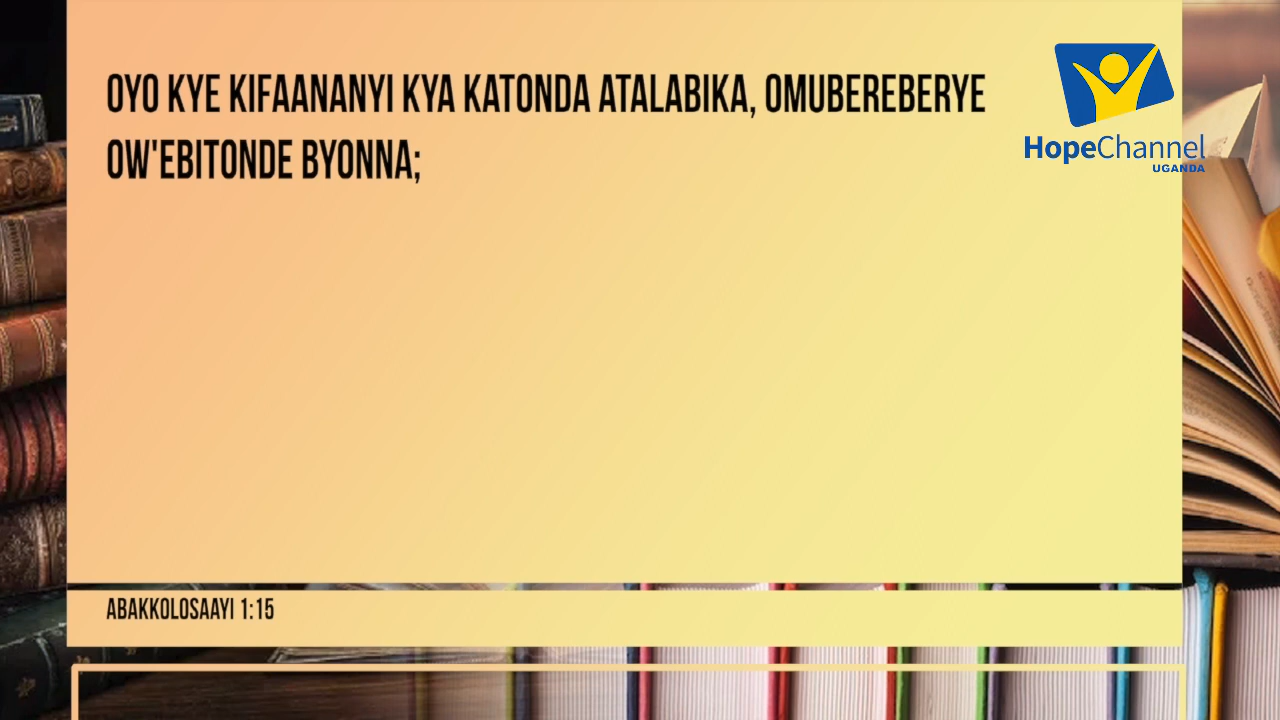 OYO KYE KIFAANANYI KYA KATONDA ATALABIKA, OMUBEREBERYE
OW'EBITONDE BYONNA;
HopeChannel
UGANDA
ABAKKOLOSAAYI 1:15